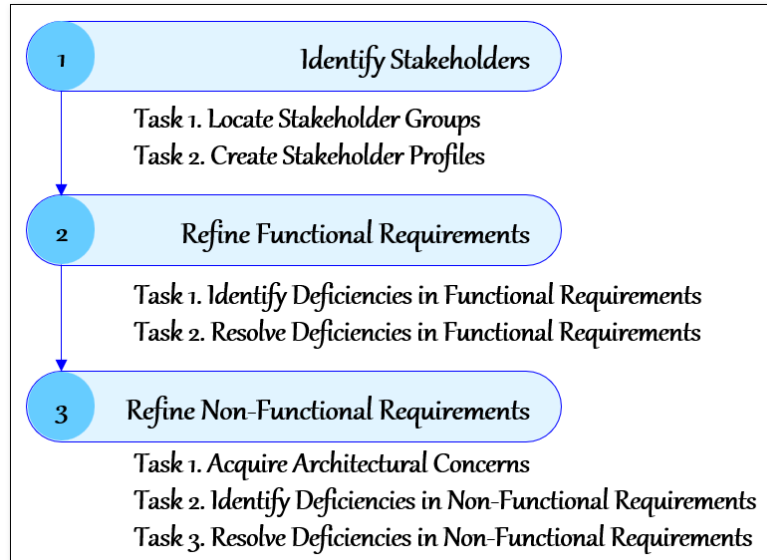 1 Identify Stakeholders
Task 1. Locate Stakeholder Groups
Task 2. Create Stakeholder Profiles
2 Refine Functional Requirements
Task 1. Identify Deficiencies in Functional Requirements
Task 2. Resolve Deficiencies in Functional Requirements
3 Refine Non-Functional Requirements
Task 1. Acquire Architectural Concerns
Task 2. Identify Deficiencies in Non-Functional Requirements
Task 3. Resolve Deficiencies in Non-Functional Requirements